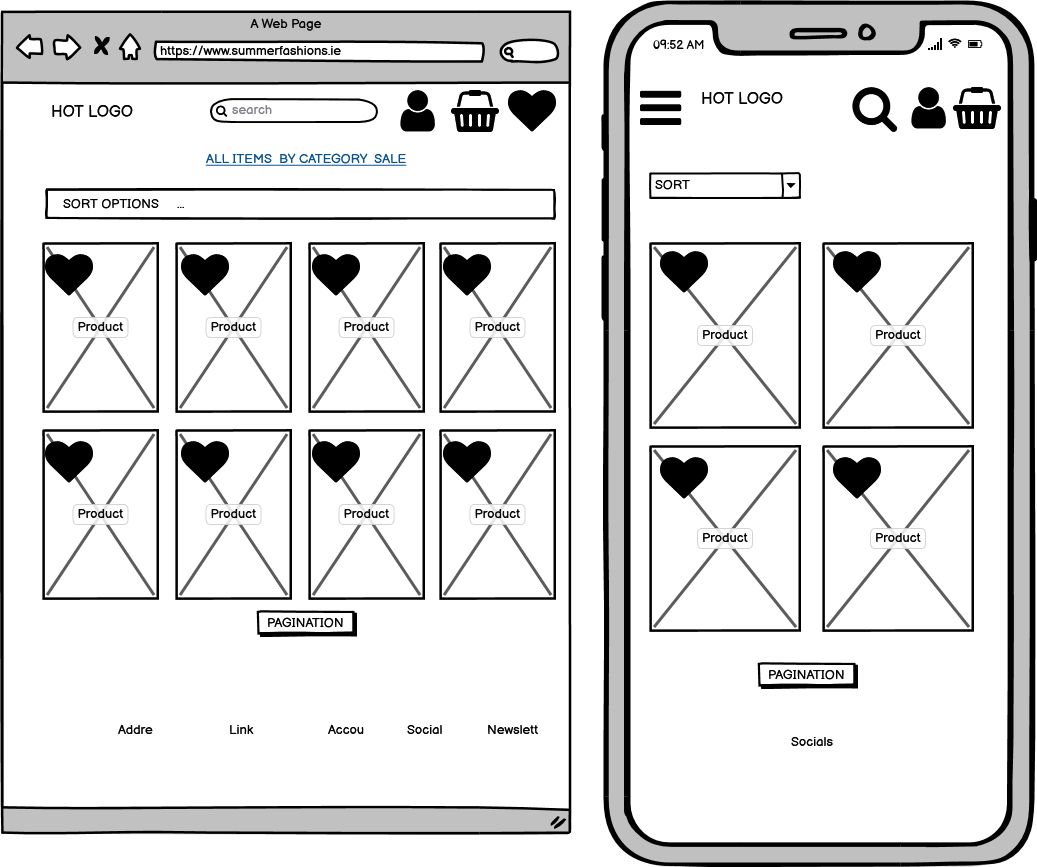 A Web Page
https://www.summerfashions.ie
HOT LOGO
search
ALL ITEMS BY CATEGORY SALE
SORT OPTIONS ...
Product Product Product Product
Product Product Product Product
PAGINATION
Addre Link Accou Social Newslett
09:52 AM
HOT LOGO
SORT
Product Product
Product Product
PAGINATION
Socials